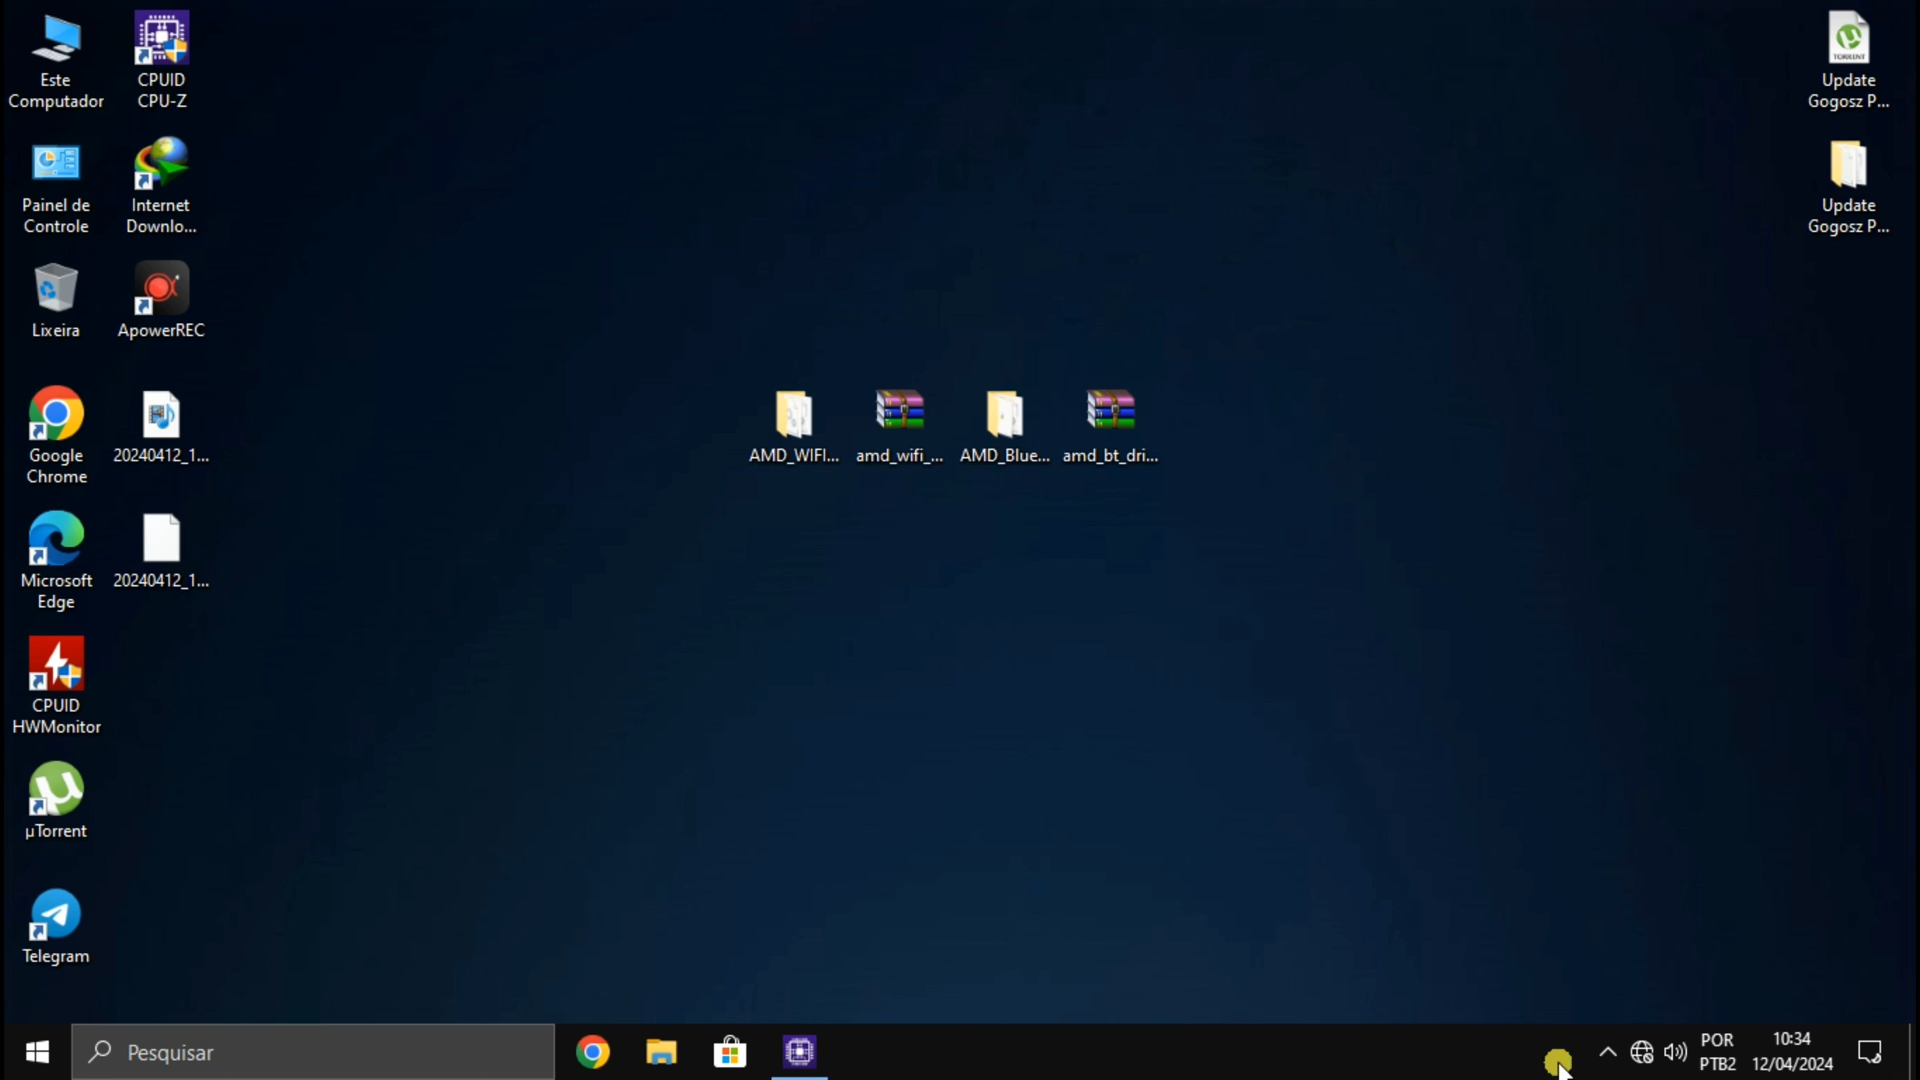 Este
Computador
CPUID
CPU-Z
Painel de
Controle
Internet
Downlo...
Lixeira
ApowerREC
Google
Chrome
20240412_1...
Microsoft
Edge
20240412_1...
CPUID
HWMonitor
µTorrent
Telegram
AMD_WIFI...
amd_wifi_...
AMD_Blue...
amd_bt_dri...
TORRENT
Update
Gogosz P...
Update
Gogosz P...
Pesquisar
POR
PTB2
10:34
12/04/2024